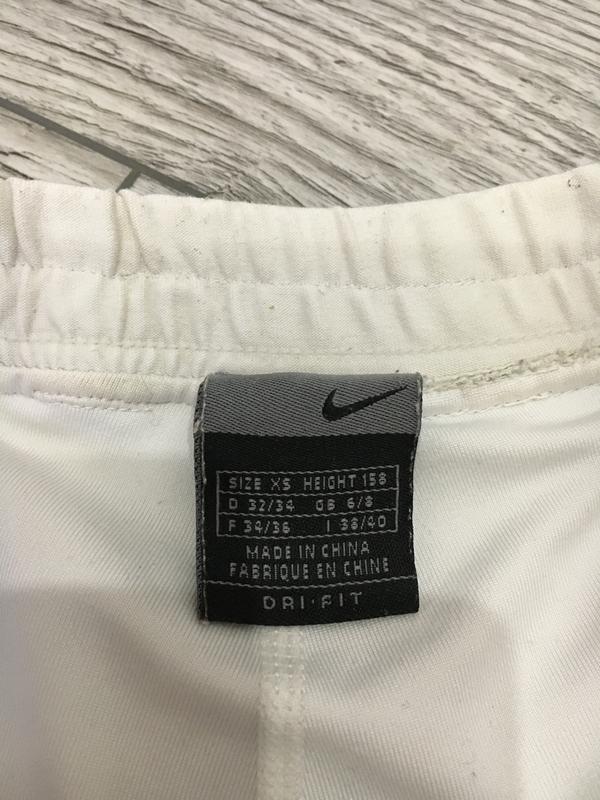 SIZE XS HEIGHT 158
D 32/34 GB 6/8
F 34/36 I 38/40
MADE IN CHINA
FABRIQUE EN CHINE
DRI·FIT